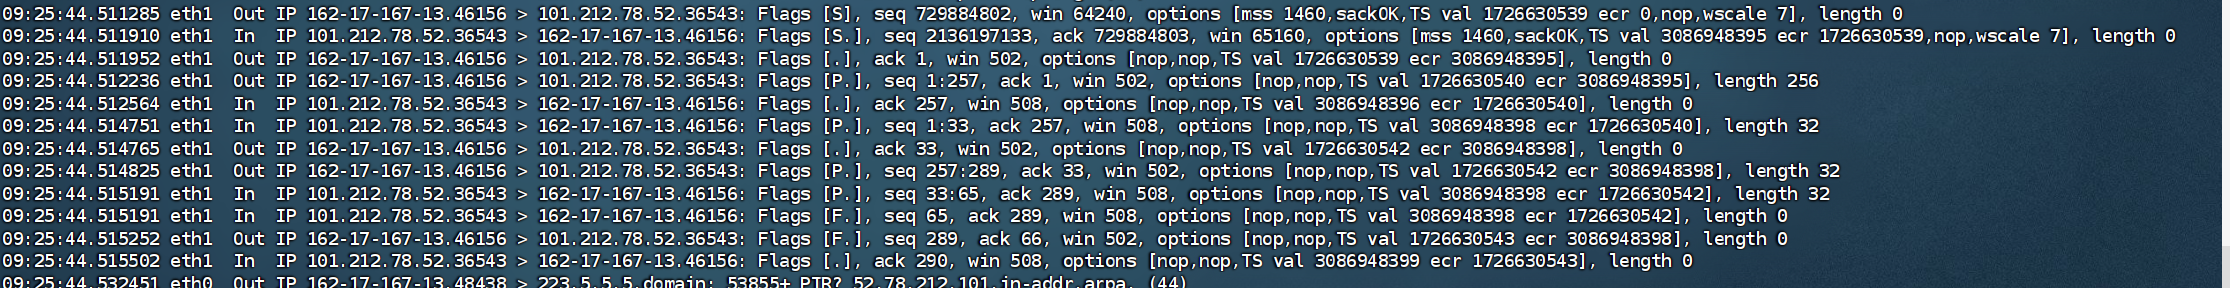 09:25:44.511285 eth1  Out IP 162-17-167-13.46156 > 101.212.78.52.36543: Flags [S], seq 729884802, win 64240, options [mss 1460,sackOK,TS val 1726630539 ecr 0,nop,wscale 7], length 0
09:25:44.511910 eth1  In  IP 101.212.78.52.36543 > 162-17-167-13.46156: Flags [S.], seq 2136197133, ack 729884803, win 65160, options [mss 1460,sackOK,TS val 3086948395 ecr 1726630539,nop,wscale 7], length 0
09:25:44.511952 eth1  Out IP 162-17-167-13.46156 > 101.212.78.52.36543: Flags [.], ack 1, win 502, options [nop,nop,TS val 1726630539 ecr 3086948395], length 0
09:25:44.512236 eth1  Out IP 162-17-167-13.46156 > 101.212.78.52.36543: Flags [P.], seq 1:257, ack 1, win 502, options [nop,nop,TS val 1726630540 ecr 3086948395], length 256
09:25:44.512564 eth1  In  IP 101.212.78.52.36543 > 162-17-167-13.46156: Flags [.], ack 257, win 508, options [nop,nop,TS val 3086948396 ecr 1726630540], length 0
09:25:44.514751 eth1  In  IP 101.212.78.52.36543 > 162-17-167-13.46156: Flags [P.], seq 1:33, ack 257, win 508, options [nop,nop,TS val 3086948398 ecr 1726630540], length 32
09:25:44.514765 eth1  Out IP 162-17-167-13.46156 > 101.212.78.52.36543: Flags [.], ack 33, win 502, options [nop,nop,TS val 1726630542 ecr 3086948398], length 0
09:25:44.514825 eth1  Out IP 162-17-167-13.46156 > 101.212.78.52.36543: Flags [P.], seq 257:289, ack 33, win 502, options [nop,nop,TS val 1726630542 ecr 3086948398], length 32
09:25:44.515191 eth1  In  IP 101.212.78.52.36543 > 162-17-167-13.46156: Flags [P.], seq 33:65, ack 289, win 508, options [nop,nop,TS val 3086948398 ecr 1726630542], length 32
09:25:44.515191 eth1  In  IP 101.212.78.52.36543 > 162-17-167-13.46156: Flags [F.], seq 65, ack 289, win 508, options [nop,nop,TS val 3086948398 ecr 1726630542], length 0
09:25:44.515252 eth1  Out IP 162-17-167-13.46156 > 101.212.78.52.36543: Flags [F.], seq 289, ack 66, win 502, options [nop,nop,TS val 1726630543 ecr 3086948398], length 0
09:25:44.515502 eth1  In  IP 101.212.78.52.36543 > 162-17-167-13.46156: Flags [.], ack 290, win 508, options [nop,nop,TS val 3086948399 ecr 1726630543], length 0
09:25:44.532451 eth0  Out IP 162-17-167-13.48438 > 223.5.5.5.domain: 53855+ PTR? 52.78.212.101.in-addr.arpa. (44)